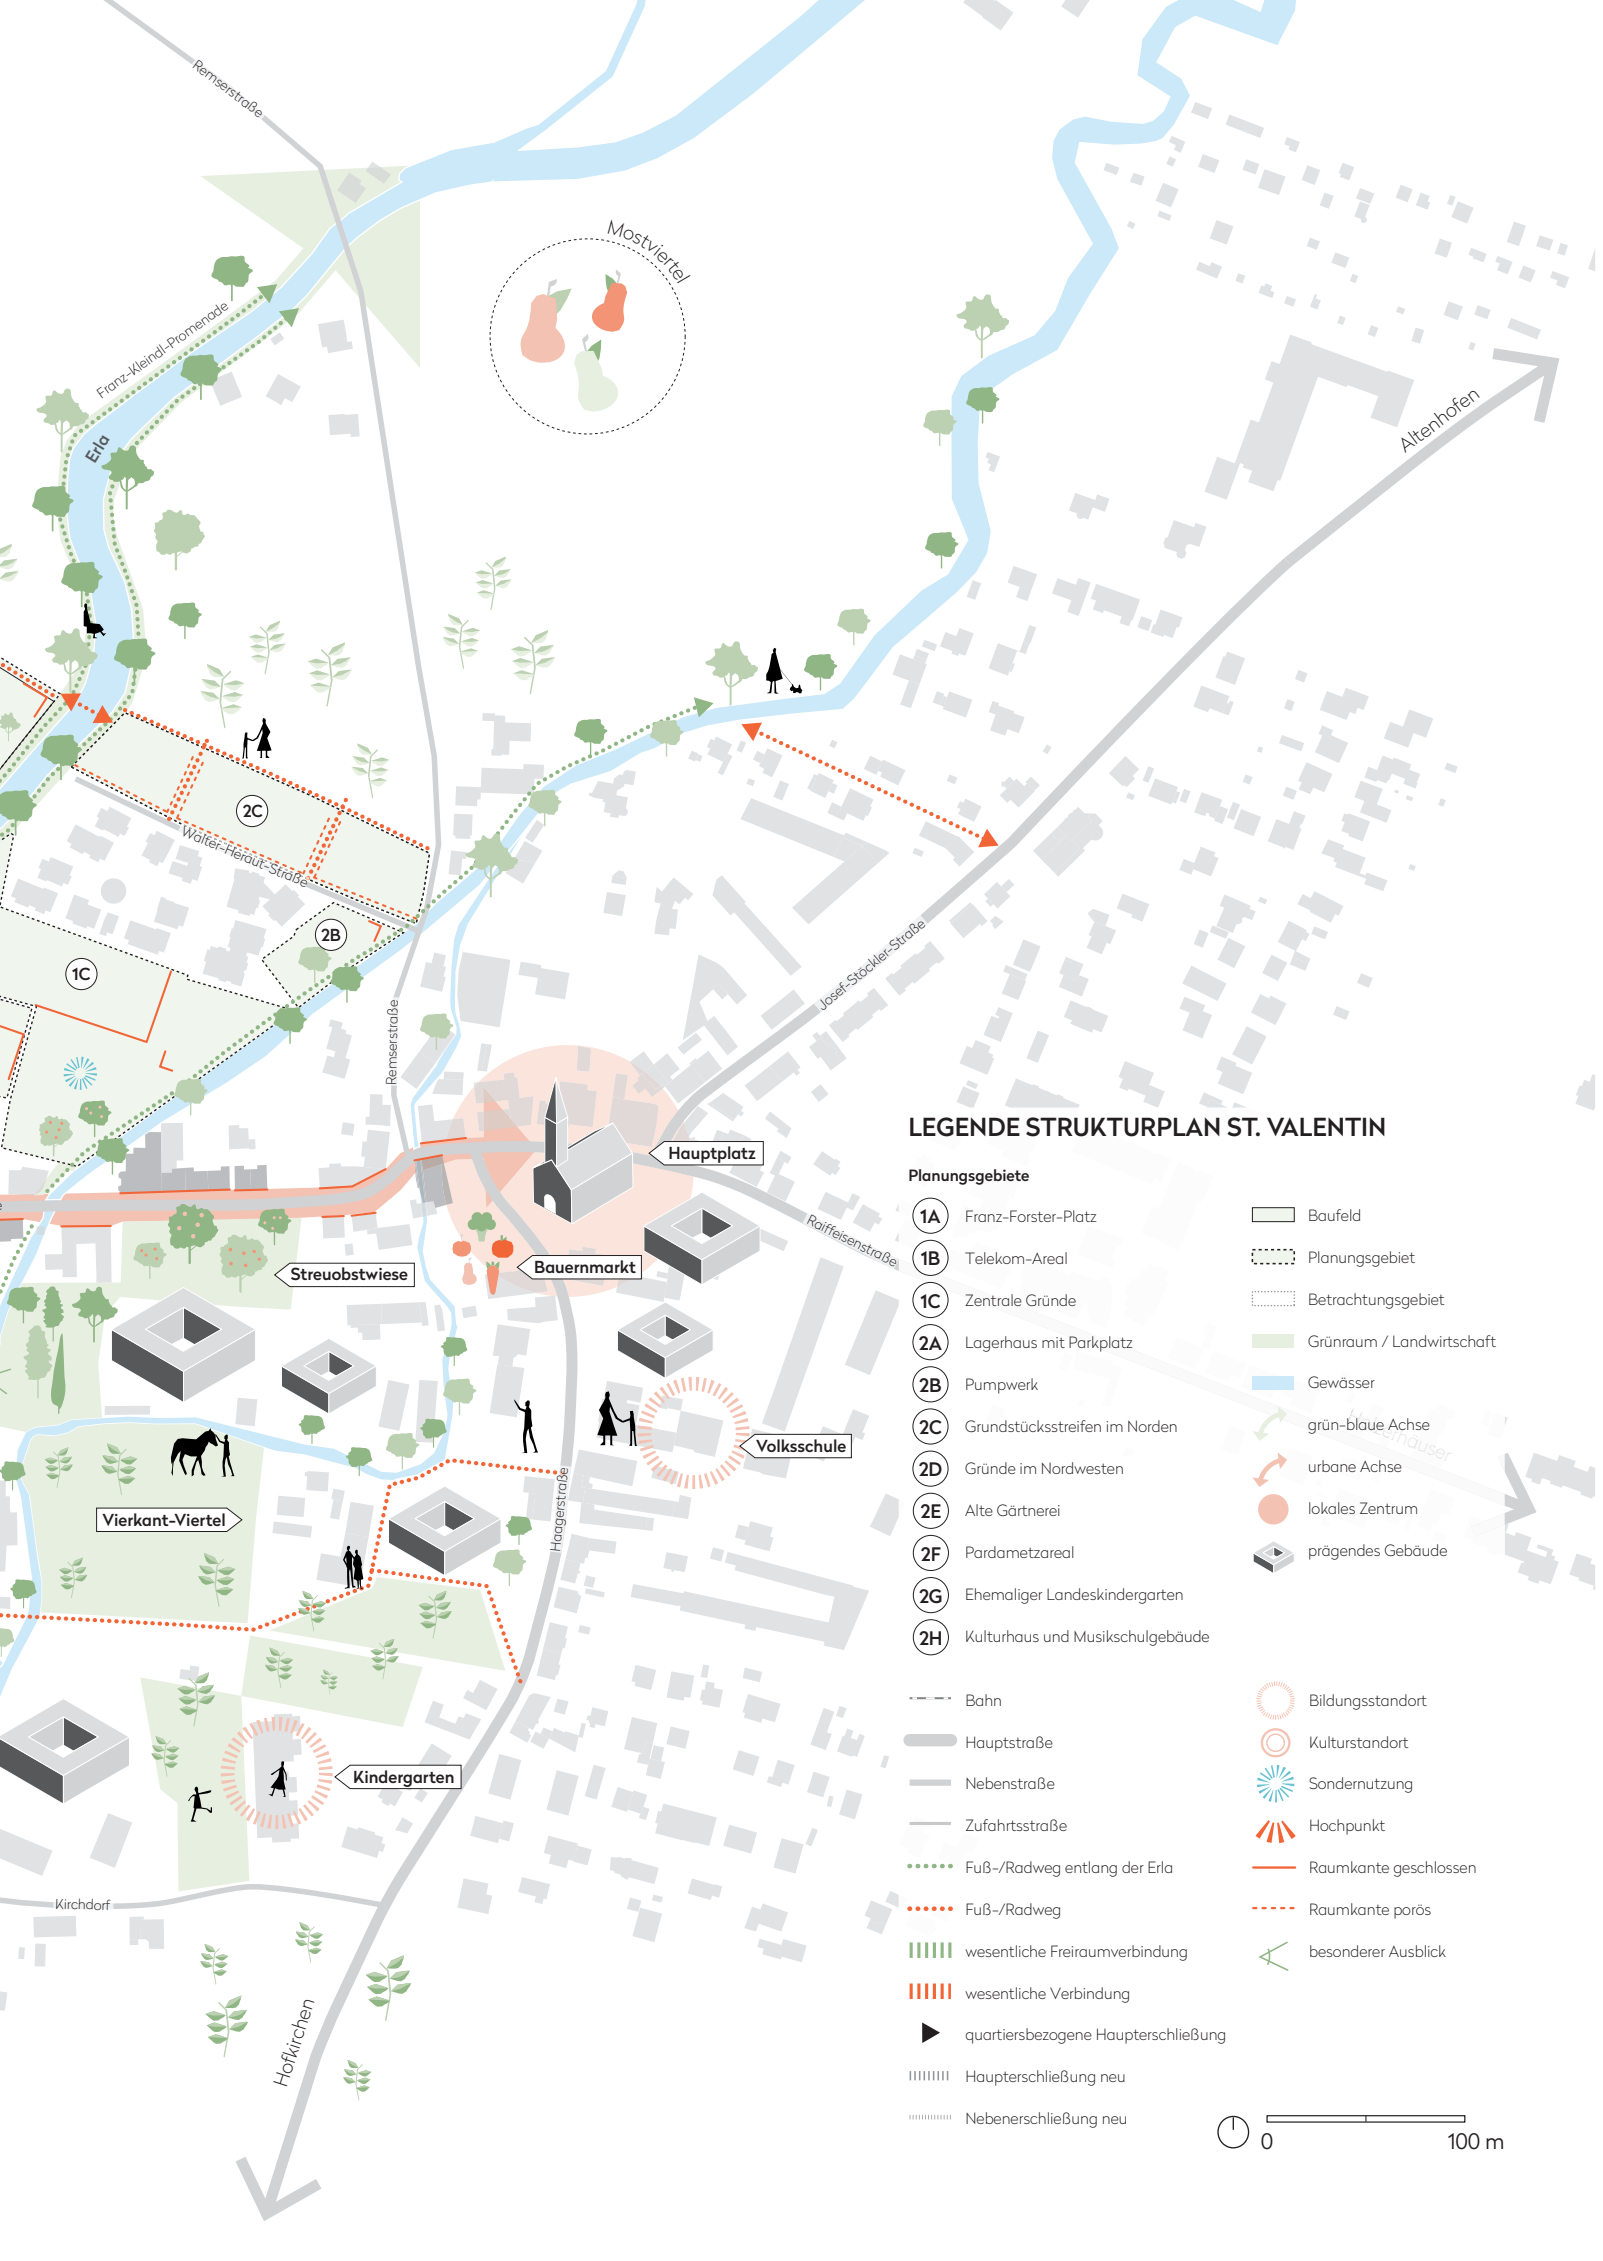 Remserstraße
Mostviertel
Franz-Kleindl-Promenade
Erla
Altenhofen
2C
Walter-Heraut-Straße
2B
1C
Josef-Stöckler-Straße
Remserstraße
Hauptplatz
Raiffeisenstraße
Bauernmarkt
Streuobstwiese
Volksschule
Vierkant-Viertel
Haagerstraße
Kindergarten
Kirchdorf
Hofkirchen
LEGENDE STRUKTURPLAN ST. VALENTIN
Planungsgebiete
1A Franz-Forster-Platz
1B Telekom-Areal
1C Zentrale Gründe
2A Lagerhaus mit Parkplatz
2B Pumpwerk
2C Grundstücksstreifen im Norden
2D Gründe im Nordwesten
2E Alte Gärtnerei
2F Pardametzareal
2G Ehemaliger Landeskindergarten
2H Kulturhaus und Musikschulgebäude
Baufeld
Planungsgebiet
Betrachtungsgebiet
Grünraum / Landwirtschaft
Gewässer
grün-blaue Achse
urbane Achse
lokales Zentrum
prägendes Gebäude
Bahn
Hauptstraße
Nebenstraße
Zufahrtsstraße
Fuß-/Radweg entlang der Erla
Fuß-/Radweg
wesentliche Freiraumverbindung
wesentliche Verbindung
quartiersbezogene Haupterschließung
Haupterschließung neu
Nebenerschließung neu
Bildungsstandort
Kulturstandort
Sondernutzung
Hochpunkt
Raumkante geschlossen
Raumkante porös
besonderer Ausblick
0 100 m